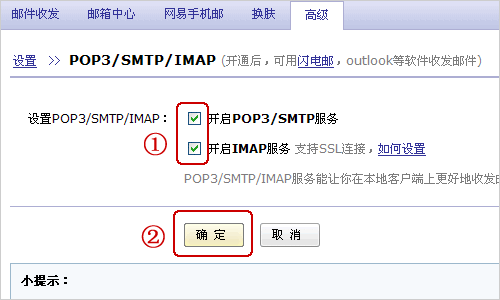 邮件收发 邮箱中心 网易手机邮 换肤 高级
设置 >> POP3/SMTP/IMAP (开通后，可用闪电邮，outlook等软件收发邮件)
设置POP3/SMTP/IMAP： 开启POP3/SMTP服务
① 开启IMAP服务 支持SSL连接，如何设置
POP3/SMTP/IMAP服务能让你在本地客户端上更好地收发
② 确 定 取 消
小提示：